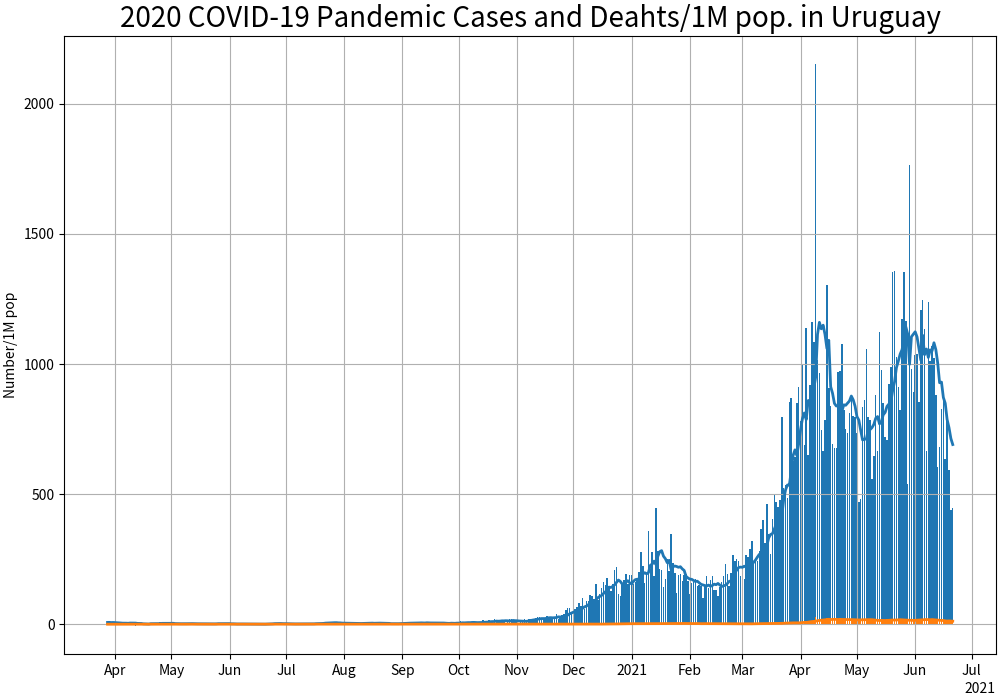 2020 COVID-19 Pandemic Cases and Deahts/1M pop. in Uruguay
Number/1M pop
2000
1500
1000
500
0
Apr May Jun Jul Aug Sep Oct Nov Dec 2021 Feb Mar Apr May Jun Jul
2021